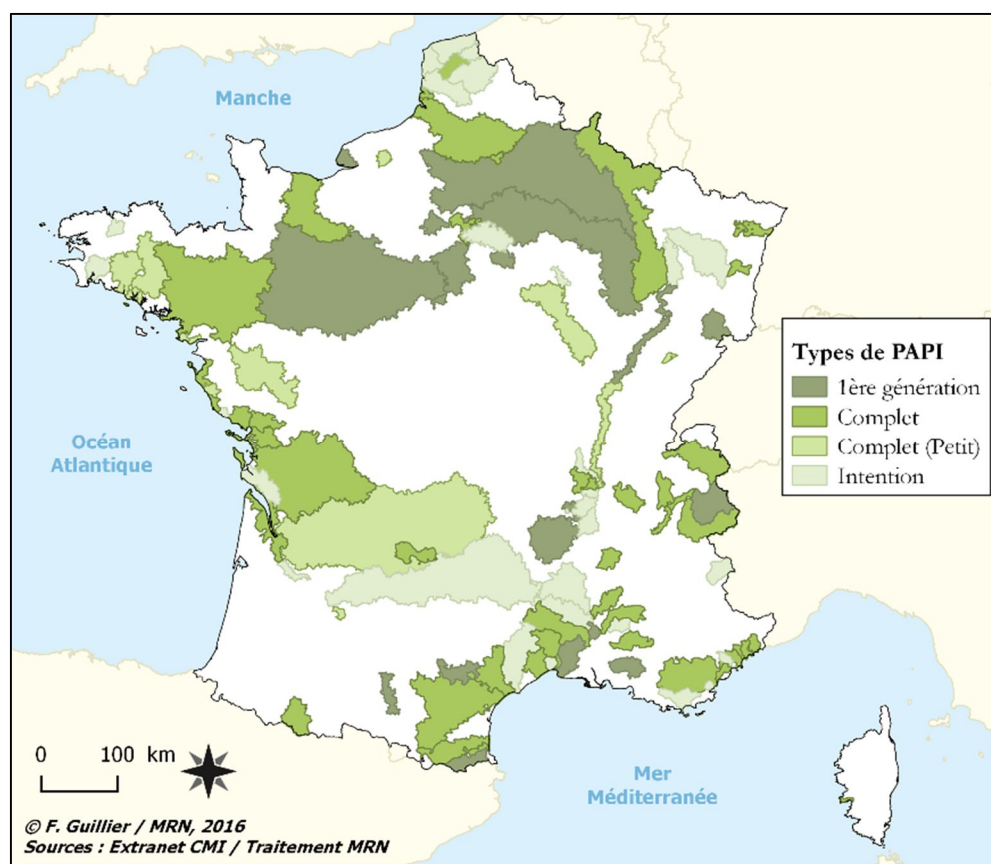 Manche
Océan
Atlantique
Types de PAPI
1ère génération
Complet
Complet (Petit)
Intention
0 100 km
Mer
Méditerranée
© F. Guillier / MRN, 2016
Sources : Extranet CMI / Traitement MRN